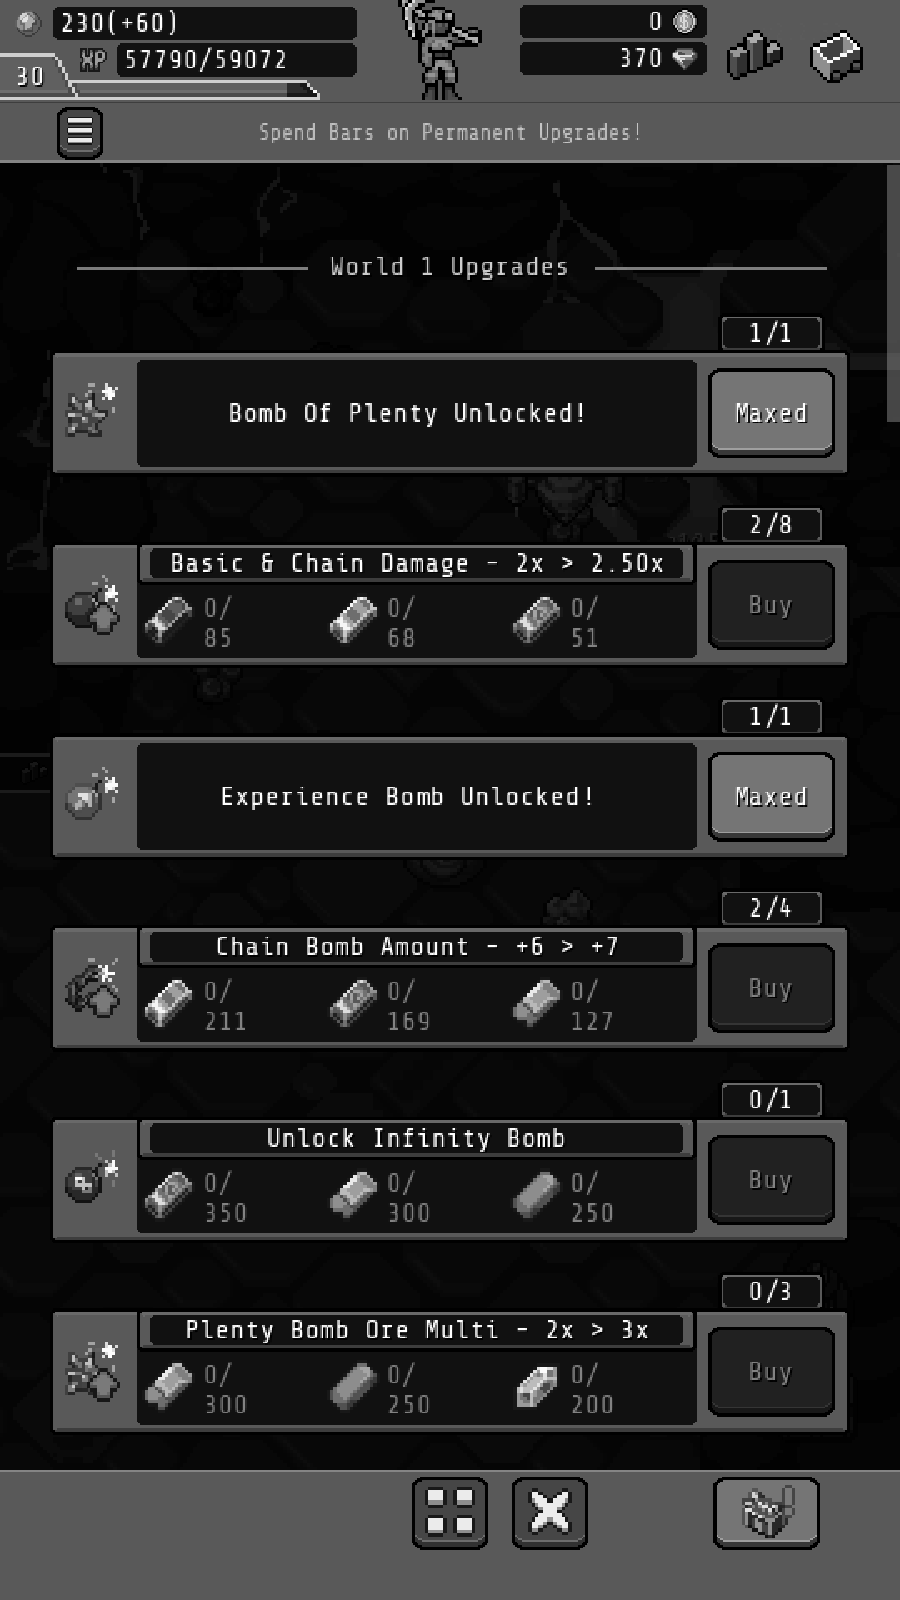 230(+60)
0
XP 57790/59072
370
30
Spend Bars on Permanent Upgrades!
World 1 Upgrades
1/1
Bomb Of Plenty Unlocked!
Maxed
2/8
Basic & Chain Damage - 2x > 2.50x
0/
85
0/
68
0/
51
Buy
1/1
Experience Bomb Unlocked!
Maxed
2/4
Chain Bomb Amount - +6 > +7
0/
211
0/
169
0/
127
Buy
0/1
Unlock Infinity Bomb
0/
350
0/
300
0/
250
Buy
0/3
Plenty Bomb Ore Multi - 2x > 3x
0/
300
0/
250
0/
200
Buy